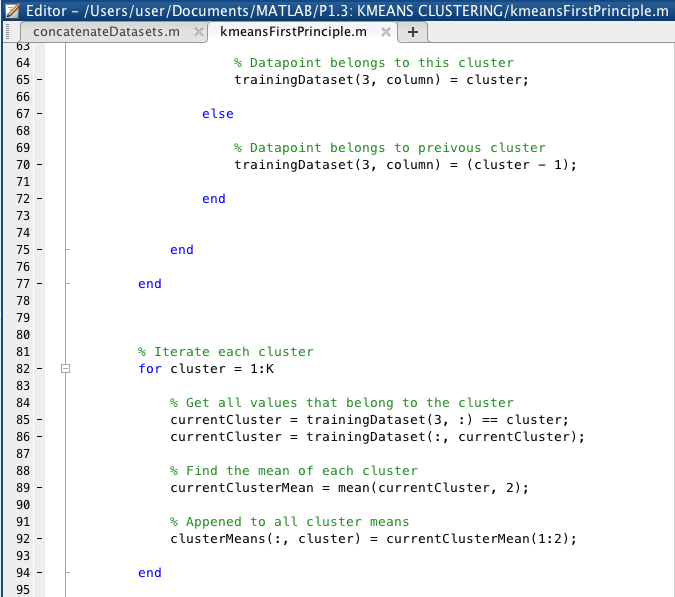 Editor - /Users/user/Documents/MATLAB/P1.3: KMEANS CLUSTERING/kmeansFirstPrinciple.m
concatenateDatasets.m × kmeansFirstPrinciple.m × +
63
64 % Datapoint belongs to this cluster
65 - trainingDataset(3, column) = cluster;
66
67 - else
68
69 % Datapoint belongs to preivous cluster
70 - trainingDataset(3, column) = (cluster - 1);
71
72 - end
73
74
75 - end
76
77 - end
78
79
80
81 % Iterate each cluster
82 - for cluster = 1:K
83
84 % Get all values that belong to the cluster
85 - currentCluster = trainingDataset(3, :) == cluster;
86 - currentCluster = trainingDataset(:, currentCluster);
87
88 % Find the mean of each cluster
89 - currentClusterMean = mean(currentCluster, 2);
90
91 % Appened to all cluster means
92 - clusterMeans(:, cluster) = currentClusterMean(1:2);
93
94 - end
95